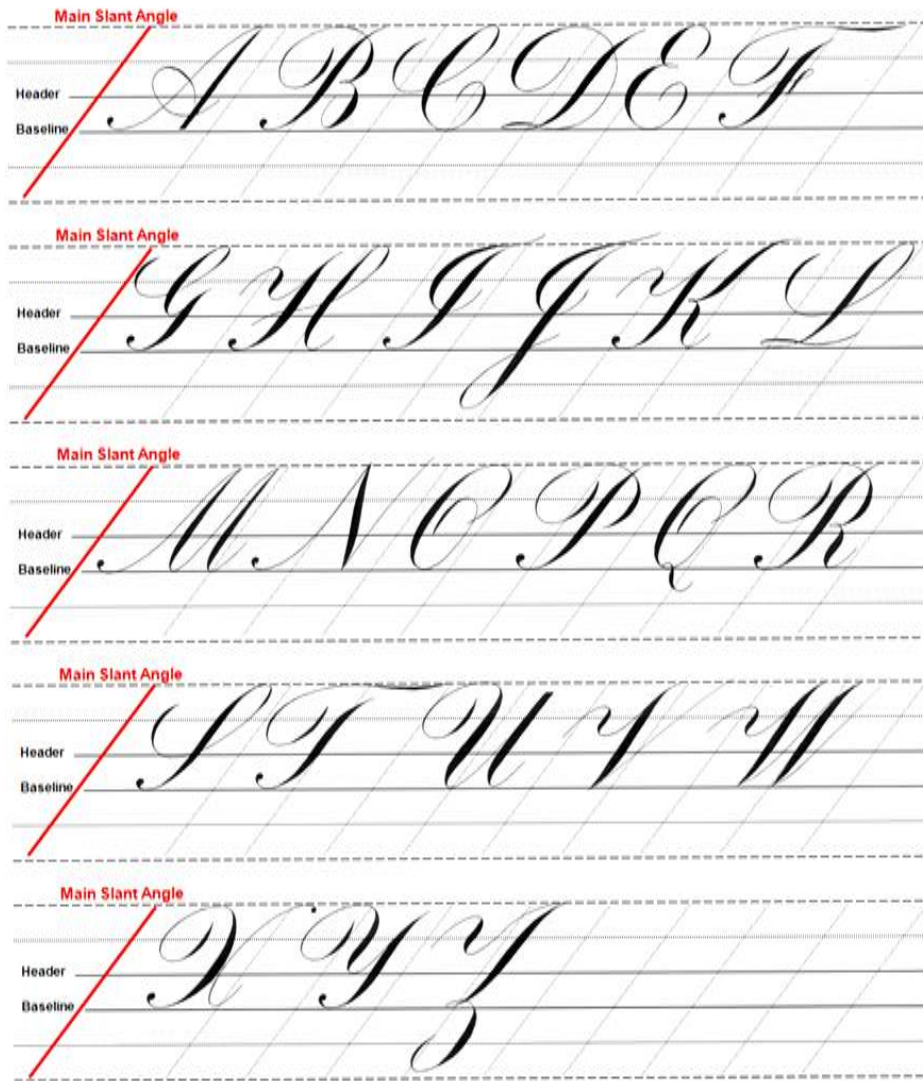 Main Slant Angle
A B C D E F
Header
Baseline
Main Slant Angle
G H I J K L
Header
Baseline
Main Slant Angle
M N O P Q R
Header
Baseline
Main Slant Angle
S T U V W
Header
Baseline
Main Slant Angle
X Y Z
Header
Baseline